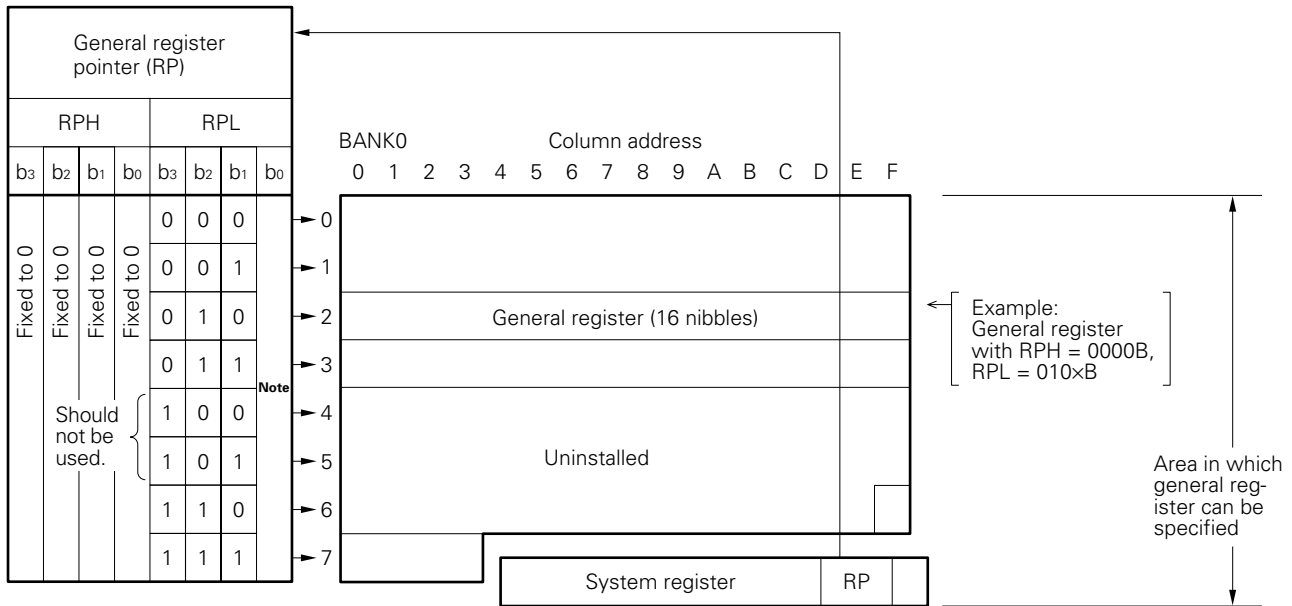 General register
pointer (RP)
RPH RPL
b3 b2 b1 b0 b3 b2 b1 b0
BANK0 Column address
0 1 2 3 4 5 6 7 8 9 A B C D E F
Fixed to 0 Fixed to 0 Fixed to 0 Fixed to 0
0 0 0 0
0 0 1 1
0 1 0 2 General register (16 nibbles)
0 1 1 3
Note
1 0 0 4
1 0 1 5 Uninstalled
1 1 0 6
1 1 1 7
Should
not be
used.
System register RP
Example:
General register
with RPH = 0000B,
RPL = 010×B
Area in which
general reg-
ister can be
specified